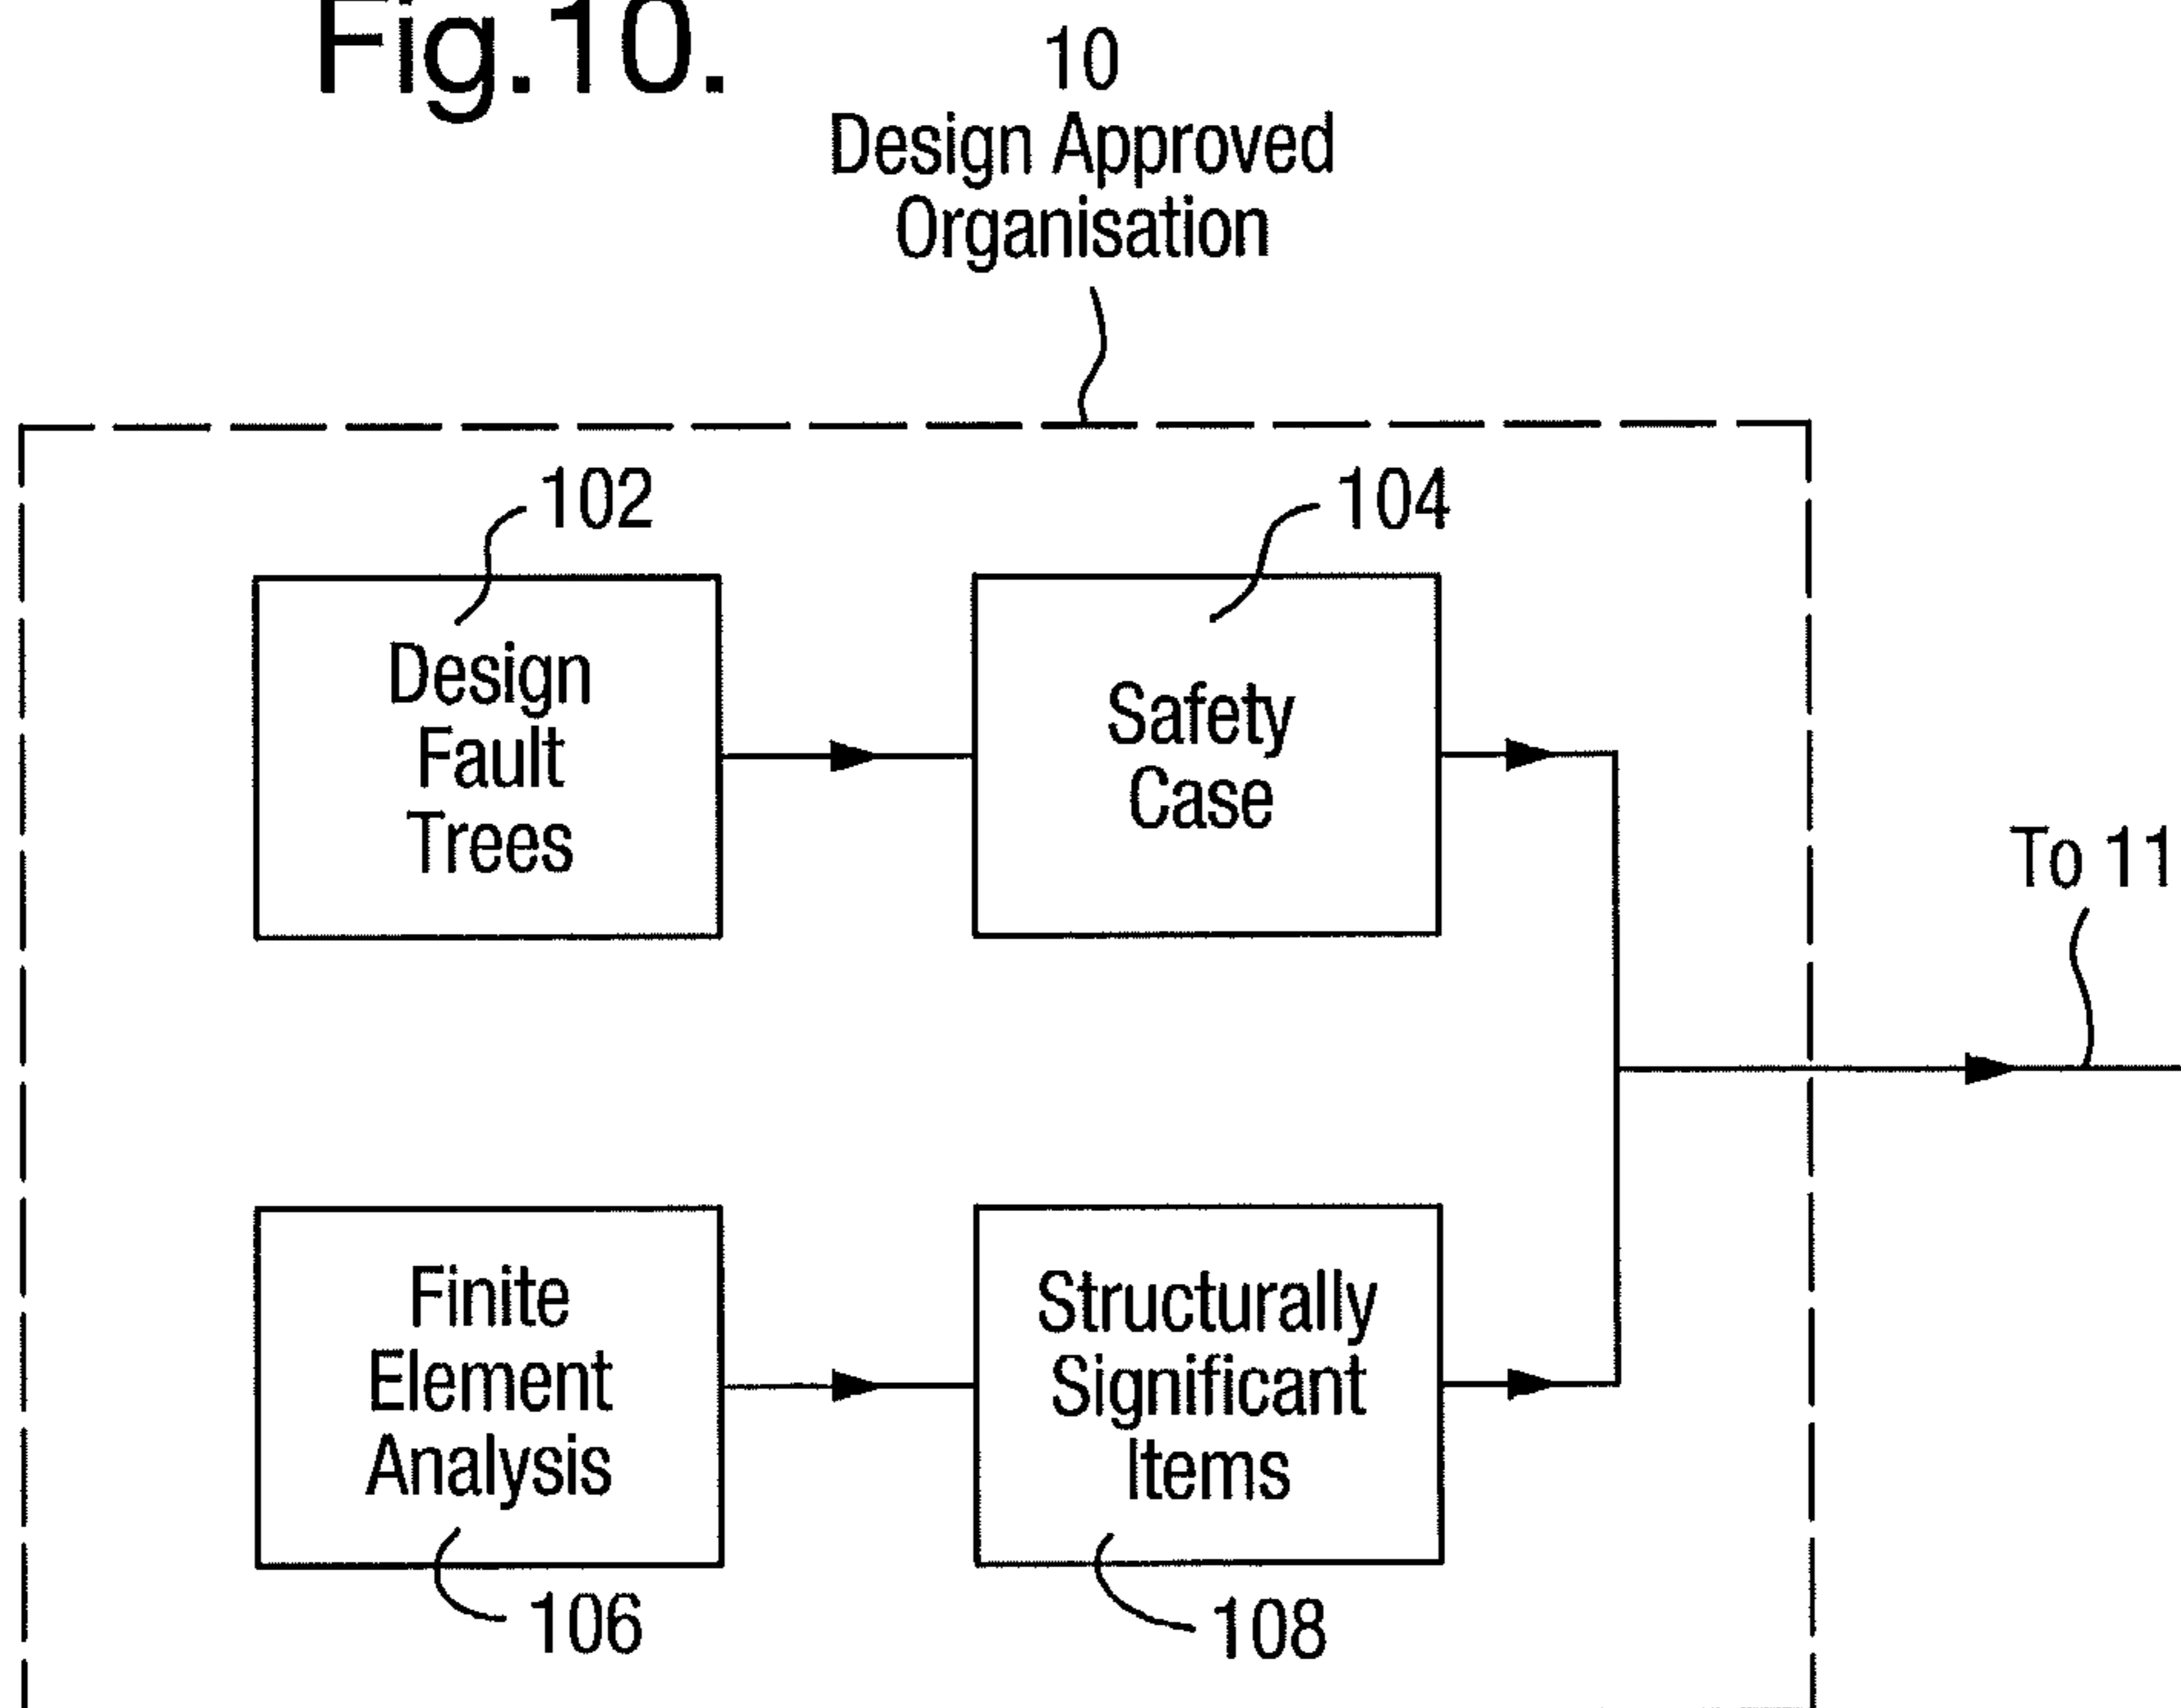 Fig.10.
10
Design Approved
Organisation
102
104
Design
Fault
Trees
Safety
Case
To 11
Finite
Element
Analysis
Structurally
Significant
Items
106
108